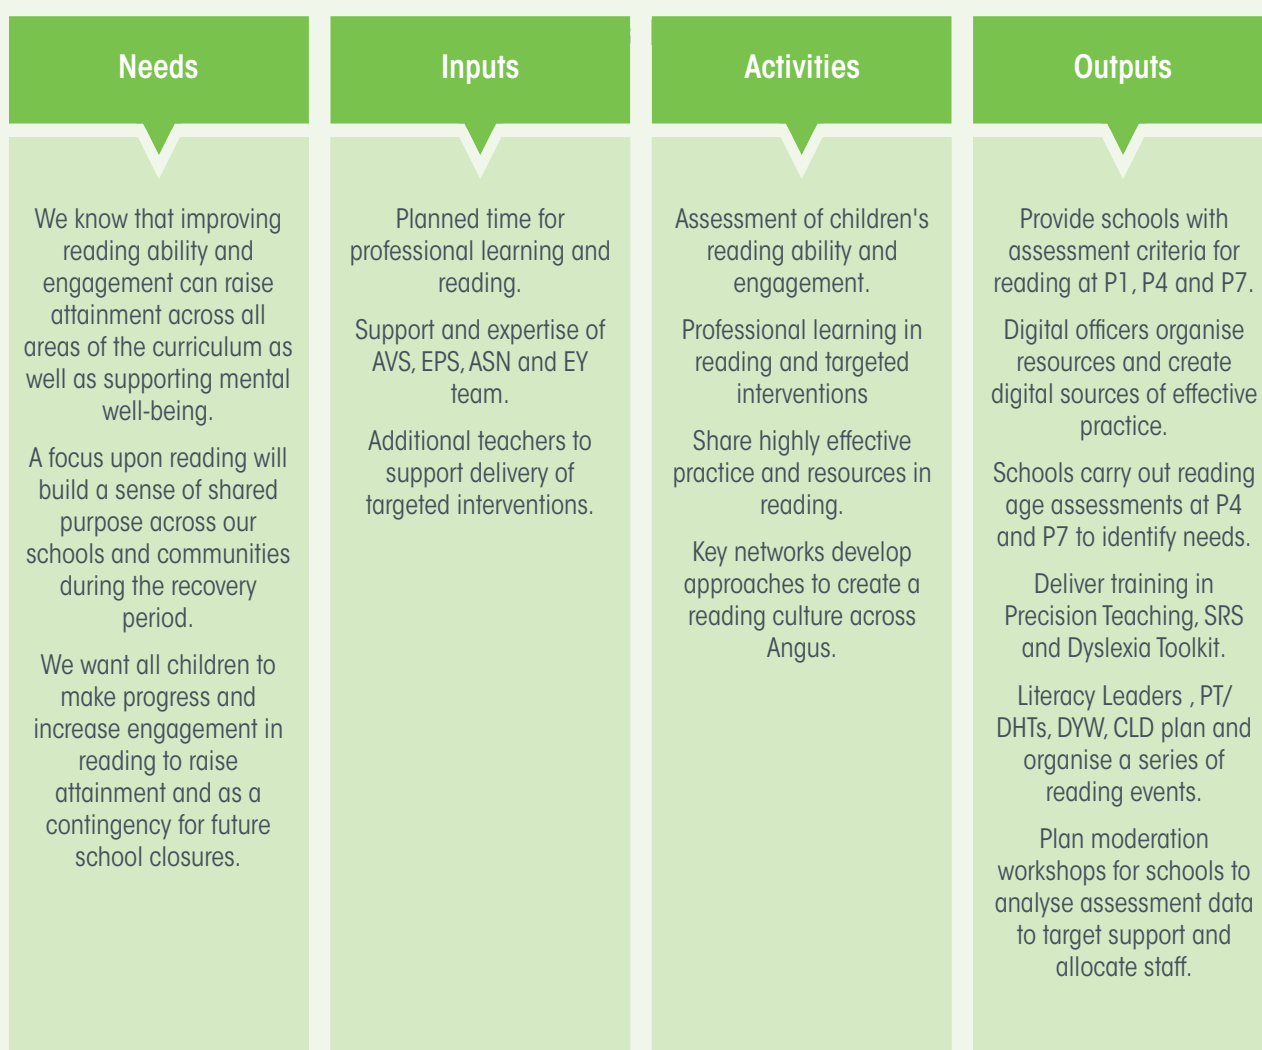 Needs
We know that improving
reading ability and
engagement can raise
attainment across all
areas of the curriculum as
well as supporting mental
well-being.
A focus upon reading will
build a sense of shared
purpose across our
schools and communities
during the recovery
period.
We want all children to
make progress and
increase engagement in
reading to raise
attainment and as a
contingency for future
school closures.
Inputs
Planned time for
professional learning and
reading.
Support and expertise of
AVS, EPS, ASN and EY
team.
Additional teachers to
support delivery of
targeted interventions.
Activities
Assessment of children's
reading ability and
engagement.
Professional learning in
reading and targeted
interventions
Share highly effective
practice and resources in
reading.
Key networks develop
approaches to create a
reading culture across
Angus.
Outputs
Provide schools with
assessment criteria for
reading at P1, P4 and P7.
Digital officers organise
resources and create
digital sources of effective
practice.
Schools carry out reading
age assessments at P4
and P7 to identify needs.
Deliver training in
Precision Teaching, SRS
and Dyslexia Toolkit.
Literacy Leaders , PT/
DHTs, DYW, CLD plan and
organise a series of
reading events.
Plan moderation
workshops for schools to
analyse assessment data
to target support and
allocate staff.